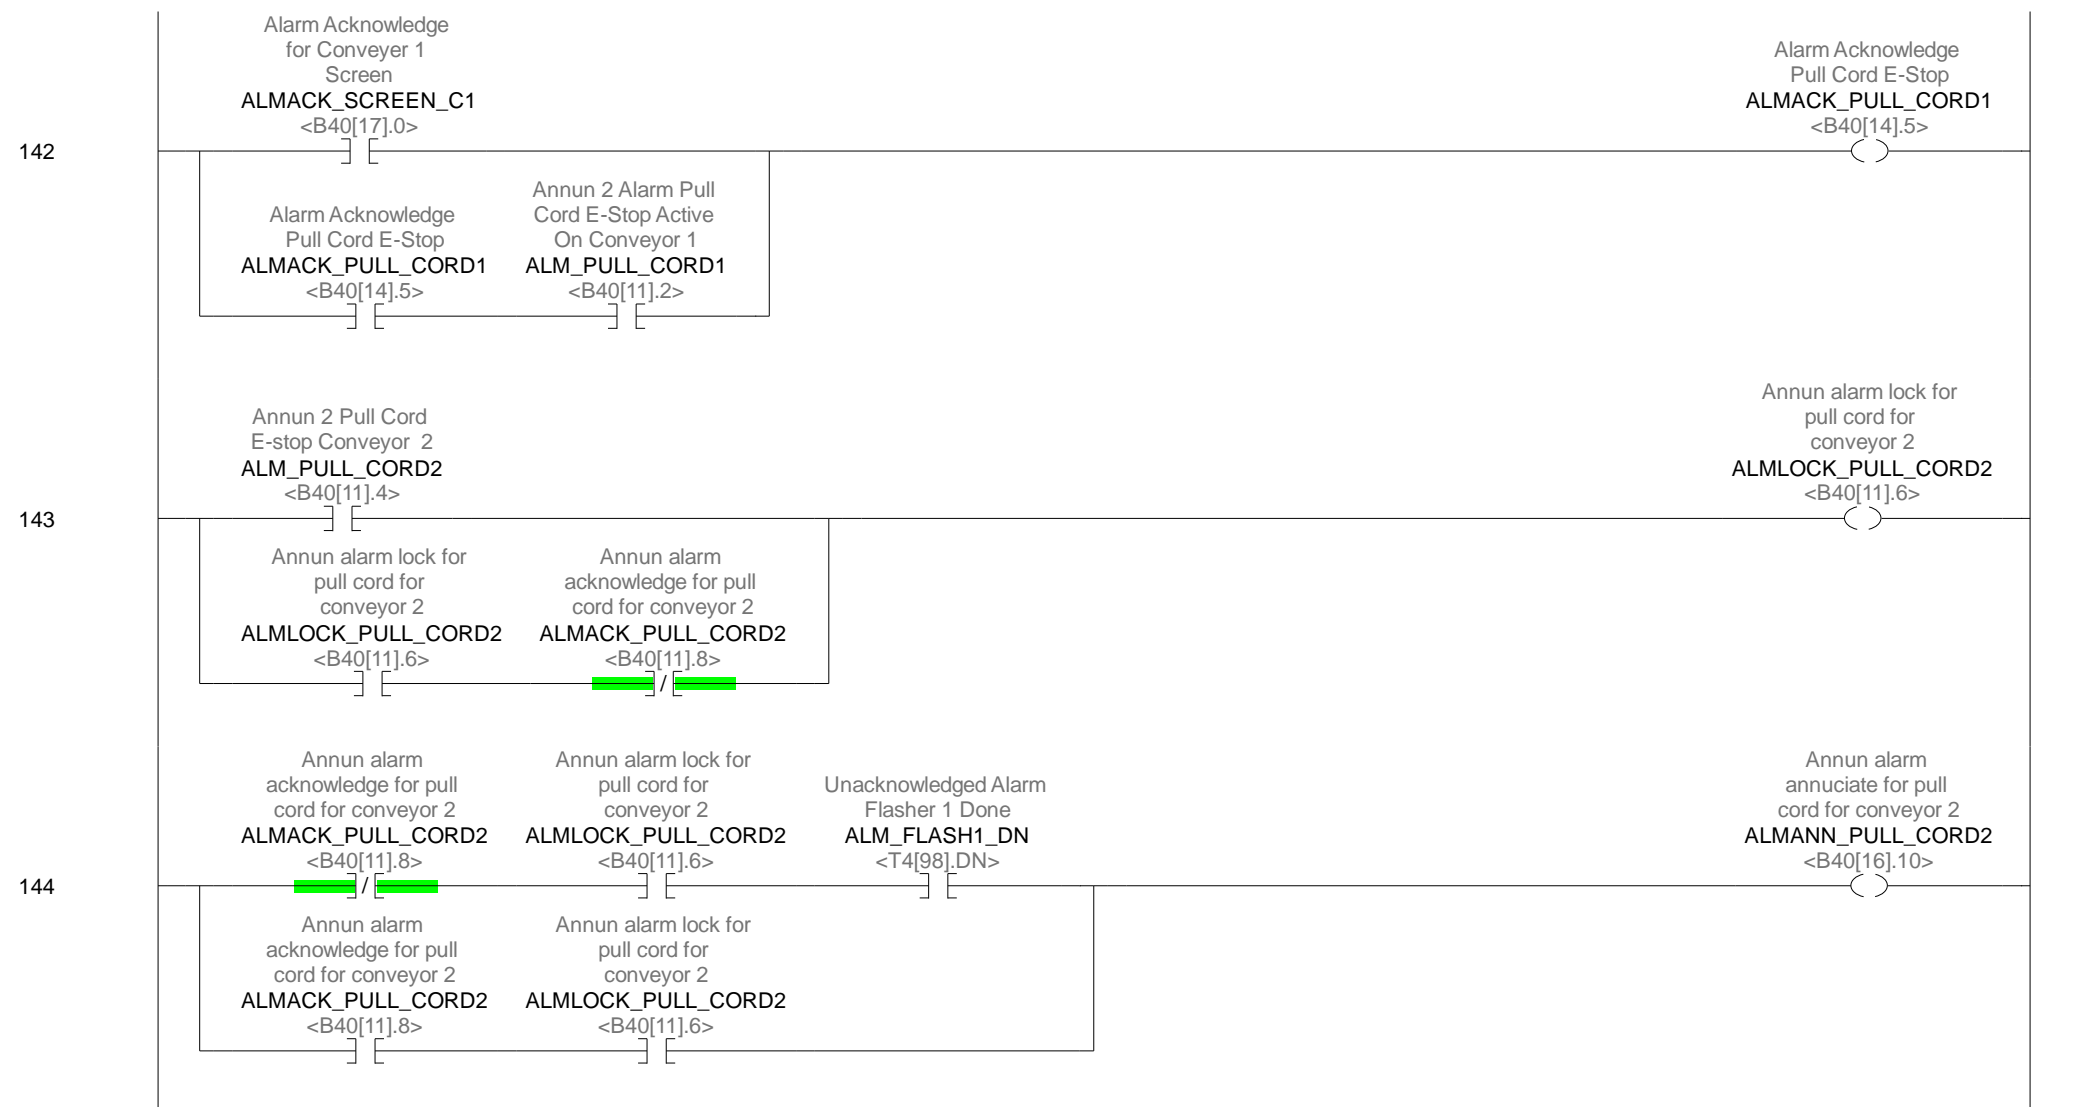 Alarm Acknowledge
for Conveyer 1
Screen
ALMACK_SCREEN_C1
<B40[17].0>
Alarm Acknowledge
Pull Cord E-Stop
ALMACK_PULL_CORD1
<B40[14].5>
142
Alarm Acknowledge
Pull Cord E-Stop
ALMACK_PULL_CORD1
<B40[14].5>
Annun 2 Alarm Pull
Cord E-Stop Active
On Conveyor 1
ALM_PULL_CORD1
<B40[11].2>
Annun 2 Pull Cord
E-stop Conveyor  2
ALM_PULL_CORD2
<B40[11].4>
Annun alarm lock for
pull cord for
conveyor 2
ALMLOCK_PULL_CORD2
<B40[11].6>
143
Annun alarm lock for
pull cord for
conveyor 2
ALMLOCK_PULL_CORD2
<B40[11].6>
Annun alarm
acknowledge for pull
cord for conveyor 2
ALMACK_PULL_CORD2
<B40[11].8>
/
Annun alarm
acknowledge for pull
cord for conveyor 2
ALMACK_PULL_CORD2
<B40[11].8>
Annun alarm lock for
pull cord for
conveyor 2
ALMLOCK_PULL_CORD2
<B40[11].6>
Unacknowledged Alarm
Flasher 1 Done
ALM_FLASH1_DN
<T4[98].DN>
Annun alarm
annuciate for pull
cord for conveyor 2
ALMANN_PULL_CORD2
<B40[16].10>
144
/
Annun alarm
acknowledge for pull
cord for conveyor 2
ALMACK_PULL_CORD2
<B40[11].8>
Annun alarm lock for
pull cord for
conveyor 2
ALMLOCK_PULL_CORD2
<B40[11].6>